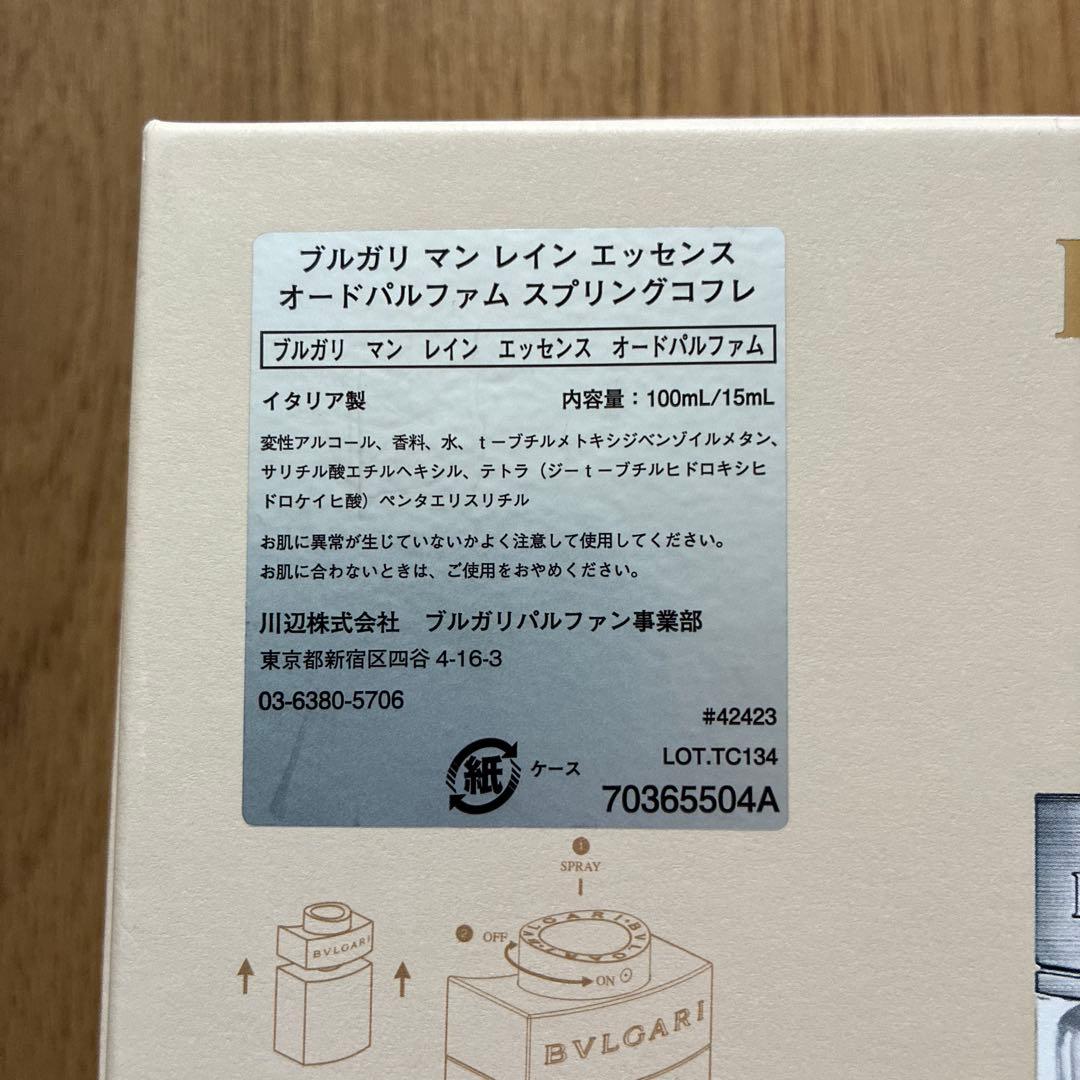 ブルガリ マン レイン エッセンス
オードパルファム スプリングコフレ
ブルガリ マン レイン エッセンス オードパルファム
イタリア製 内容量：100mL/15mL
変性アルコール、香料、水、t－ブチルメトキシジベンゾイルメタン、
サリチル酸エチルヘキシル、テトラ（ジーt－ブチルヒドロキシヒ
ドロケイヒ酸）ペンタエリスリチル
お肌に異常が生じていないかよく注意して使用してください。
お肌に合わないときは、ご使用をおやめください。
川辺株式会社 ブルガリパルファン事業部
東京都新宿区四谷 4-16-3
03-6380-5706
#42423
LOT.TC134
紙 ケース
70365504A
1
SPRAY
2 OFF
ON
BVLGARI•BVLGARI•
BVLGARI
BVLGARI